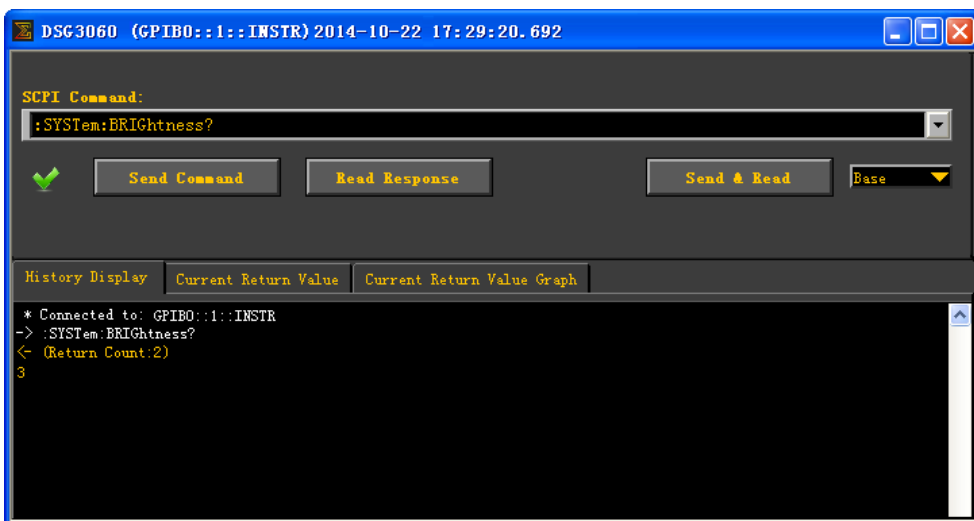 DSG3060 (GPIB0::1::INSTR) 2014-10-22 17:29:20.692
SCPI Command:
:SYSTem:BRIGhtness?
Send Command Read Response Send & Read Base
History Display Current Return Value Current Return Value Graph
* Connected to: GPIB0::1::INSTR
-> :SYSTem:BRIGhtness?
<- (Return Count:2)
3